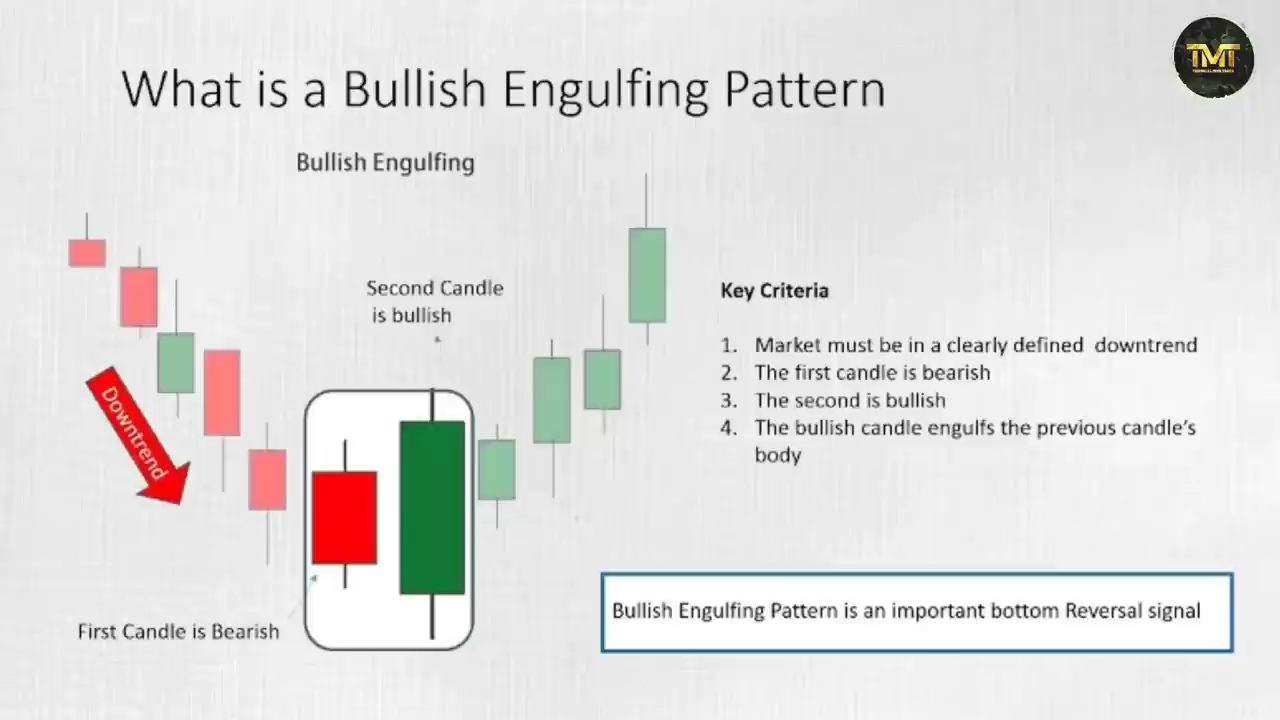 What is a Bullish Engulfing Pattern
TMT
Bullish Engulfing
Second Candle
is bullish
Downtrend
First Candle is Bearish
Key Criteria
1. Market must be in a clearly defined downtrend
2. The first candle is bearish
3. The second is bullish
4. The bullish candle engulfs the previous candle's
body
Bullish Engulfing Pattern is an important bottom Reversal signal